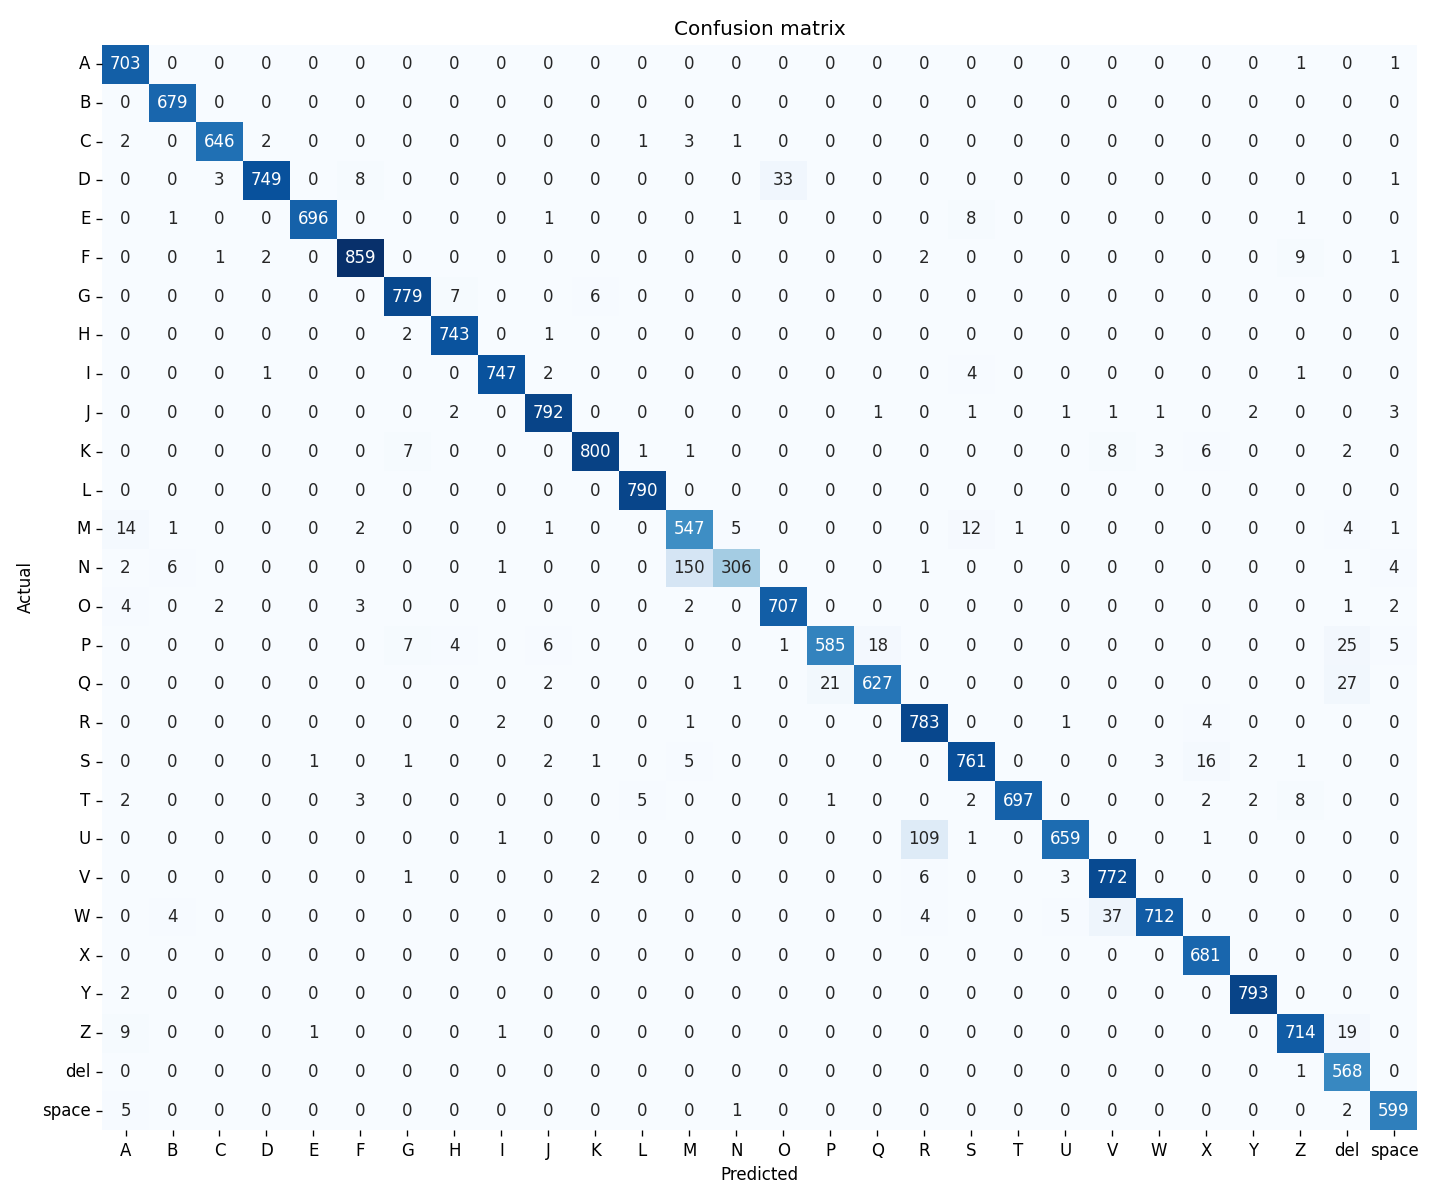 Confusion matrix
A 703 0 0 0 0 0 0 0 0 0 0 0 0 0 0 0 0 0 0 0 0 0 0 0 0 1 0 1
B 0 679 0 0 0 0 0 0 0 0 0 0 0 0 0 0 0 0 0 0 0 0 0 0 0 0 0 0
C 2 0 646 2 0 0 0 0 0 0 0 1 3 1 0 0 0 0 0 0 0 0 0 0 0 0 0 0
D 0 0 3 749 0 8 0 0 0 0 0 0 0 0 33 0 0 0 0 0 0 0 0 0 0 0 0 1
E 0 1 0 0 696 0 0 0 0 1 0 0 0 1 0 0 0 0 8 0 0 0 0 0 0 1 0 0
F 0 0 1 2 0 859 0 0 0 0 0 0 0 0 0 0 0 2 0 0 0 0 0 0 0 9 0 1
G 0 0 0 0 0 0 779 7 0 0 6 0 0 0 0 0 0 0 0 0 0 0 0 0 0 0 0 0
H 0 0 0 0 0 0 2 743 0 1 0 0 0 0 0 0 0 0 0 0 0 0 0 0 0 0 0 0
I 0 0 0 1 0 0 0 0 747 2 0 0 0 0 0 0 0 0 4 0 0 0 0 0 0 1 0 0
J 0 0 0 0 0 0 0 2 0 792 0 0 0 0 0 0 1 0 1 0 1 1 1 0 2 0 0 3
K 0 0 0 0 0 0 7 0 0 0 800 1 1 0 0 0 0 0 0 0 0 8 3 6 0 0 2 0
L 0 0 0 0 0 0 0 0 0 0 0 790 0 0 0 0 0 0 0 0 0 0 0 0 0 0 0 0
M 14 1 0 0 0 2 0 0 0 1 0 0 547 5 0 0 0 0 12 1 0 0 0 0 0 0 4 1
N 2 6 0 0 0 0 0 0 1 0 0 0 150 306 0 0 0 1 0 0 0 0 0 0 0 0 1 4
O 4 0 2 0 0 3 0 0 0 0 0 0 2 0 707 0 0 0 0 0 0 0 0 0 0 0 1 2
P 0 0 0 0 0 0 7 4 0 6 0 0 0 0 1 585 18 0 0 0 0 0 0 0 0 0 25 5
Q 0 0 0 0 0 0 0 0 0 2 0 0 0 1 0 21 627 0 0 0 0 0 0 0 0 0 27 0
R 0 0 0 0 0 0 0 0 2 0 0 0 1 0 0 0 0 783 0 0 1 0 0 4 0 0 0 0
S 0 0 0 0 1 0 1 0 0 2 1 0 5 0 0 0 0 0 761 0 0 0 3 16 2 1 0 0
T 2 0 0 0 0 3 0 0 0 0 0 5 0 0 0 1 0 0 2 697 0 0 0 2 2 8 0 0
U 0 0 0 0 0 0 0 0 1 0 0 0 0 0 0 0 0 109 1 0 659 0 0 1 0 0 0 0
V 0 0 0 0 0 0 1 0 0 0 2 0 0 0 0 0 0 6 0 0 3 772 0 0 0 0 0 0
W 0 4 0 0 0 0 0 0 0 0 0 0 0 0 0 0 0 4 0 0 5 37 712 0 0 0 0 0
X 0 0 0 0 0 0 0 0 0 0 0 0 0 0 0 0 0 0 0 0 0 0 0 681 0 0 0 0
Y 2 0 0 0 0 0 0 0 0 0 0 0 0 0 0 0 0 0 0 0 0 0 0 0 793 0 0 0
Z 9 0 0 0 1 0 0 0 1 0 0 0 0 0 0 0 0 0 0 0 0 0 0 0 0 714 19 0
del 0 0 0 0 0 0 0 0 0 0 0 0 0 0 0 0 0 0 0 0 0 0 0 0 0 1 568 0
space 5 0 0 0 0 0 0 0 0 0 0 0 0 1 0 0 0 0 0 0 0 0 0 0 0 0 2 599
A B C D E F G H I J K L M N O P Q R S T U V W X Y Z del space
Predicted
Actual